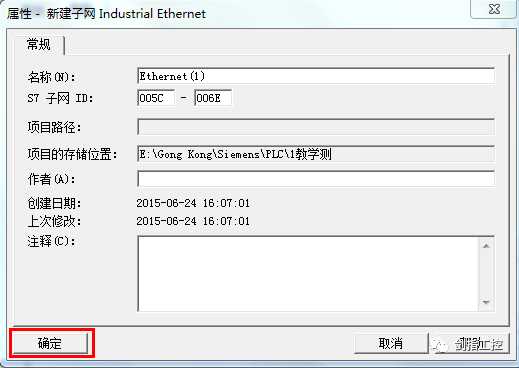 属性 - 新建子网 Industrial Ethernet
常规
名称(N): Ethernet(1)
S7 子网 ID: 005C - 006E
项目路径:
项目的存储位置: E:\Gong Kong\Siemens\PLC\1教学测
作者(A):
创建日期: 2015-06-24 16:07:01
上次修改: 2015-06-24 16:07:01
注释(C):
确定 取消 剑指工控